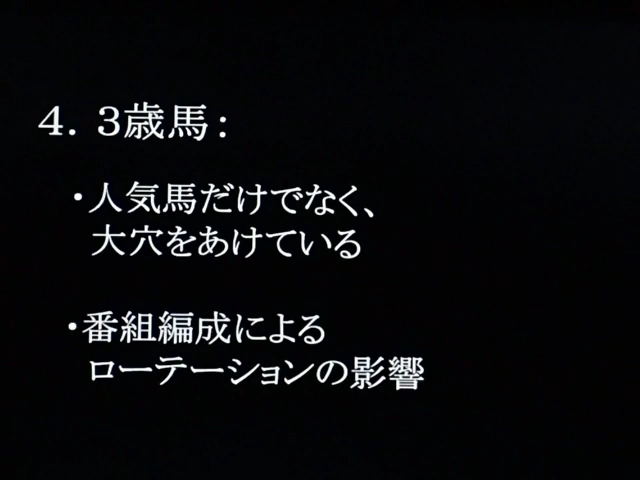 ４．３歳馬：
・人気馬だけでなく、
大穴をあけている
・番組編成による
ローテーションの影響